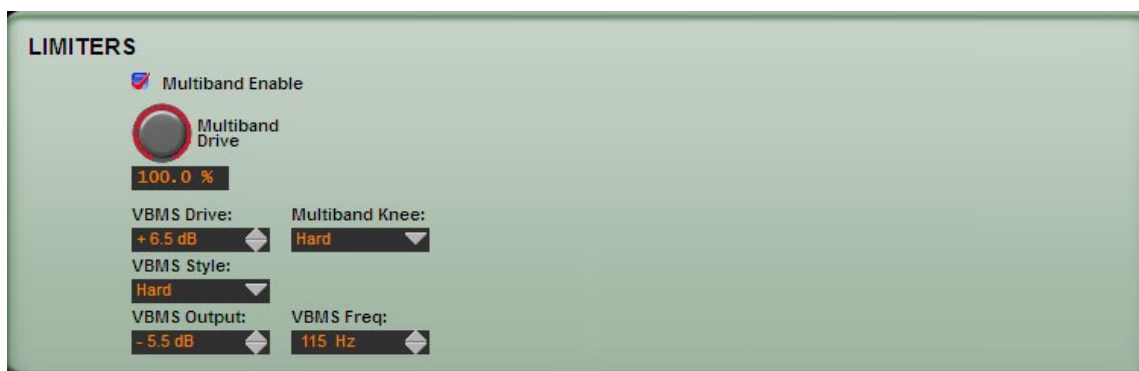 LIMITERS
Multiband Enable
Multiband
Drive
100.0 %
VBMS Drive: Multiband Knee:
+ 6.5 dB Hard
VBMS Style:
Hard
VBMS Output: VBMS Freq:
- 5.5 dB 115 Hz